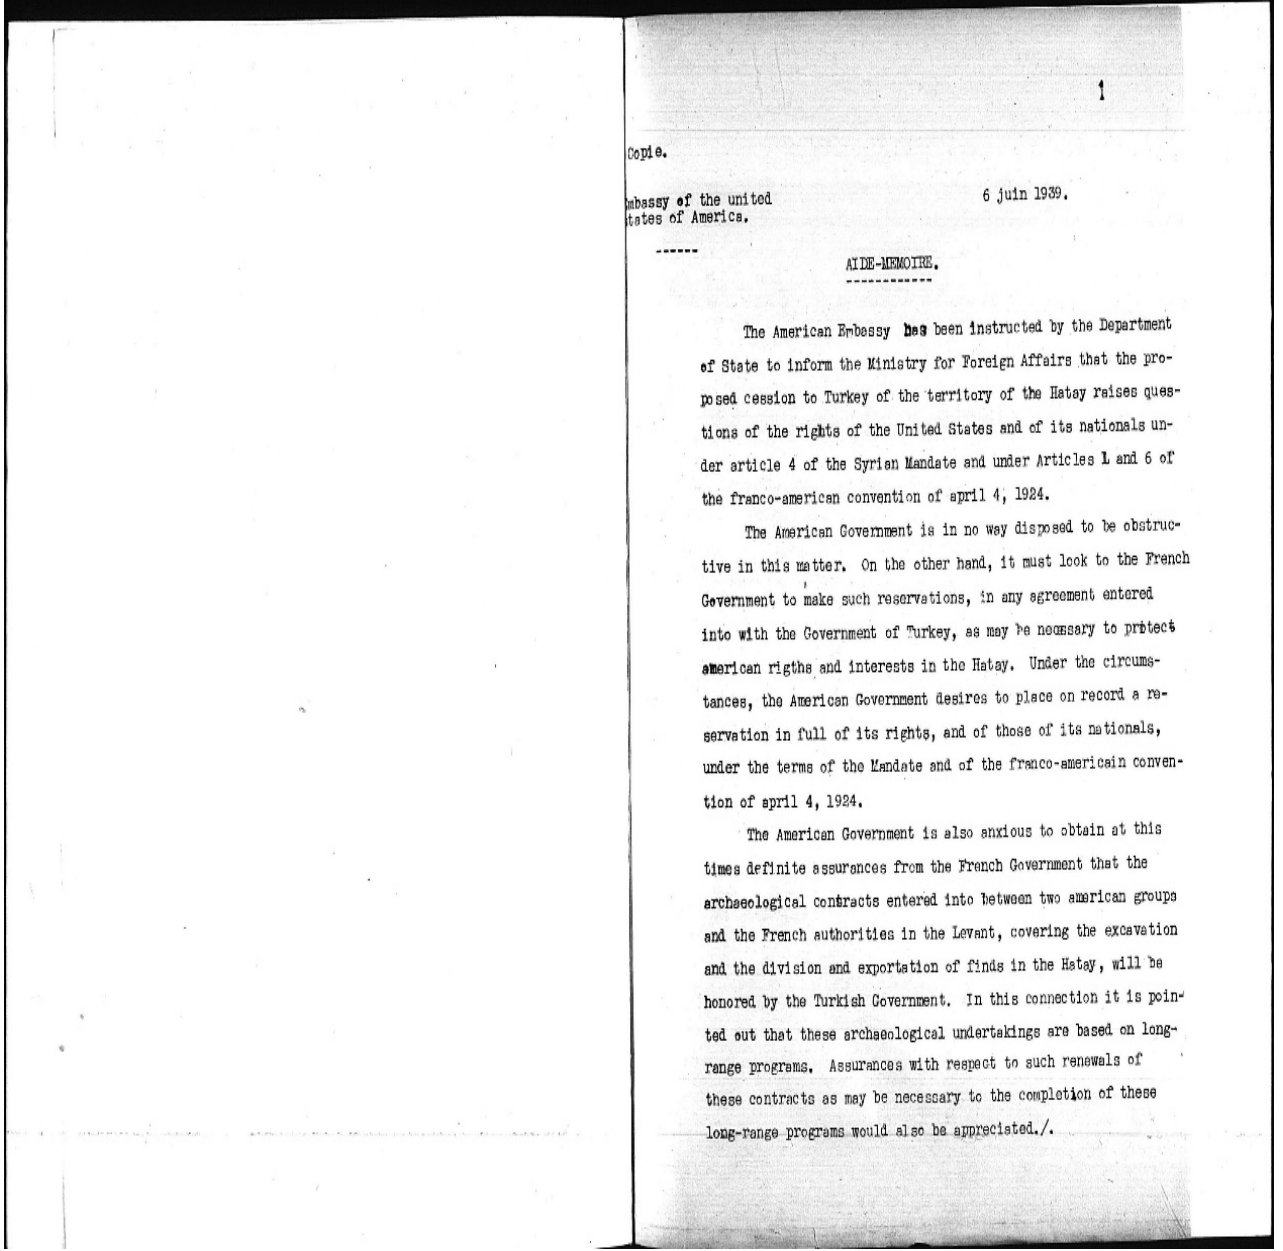 1
Copie.
6 juin 1939.
mbassy of the united
tates of America.
------
AIDE-MEMOIRE.
------------
The American Embassy has been instructed by the Department
of State to inform the Ministry for Foreign Affairs that the pro-
posed cession to Turkey of the territory of the Hatay raises ques-
tions of the rights of the United States and of its nationals un-
der article 4 of the Syrian Mandate and under Articles 1 and 6 of
the franco-american convention of april 4, 1924.
The American Government is in no way disposed to be obstruc-
tive in this matter. On the other hand, it must look to the French
Government to make such reservations, in any agreement entered
into with the Government of Turkey, as may be necessary to protect
american rigths and interests in the Hatay. Under the circums-
tances, the American Government desires to place on record a re-
servation in full of its rights, and of those of its nationals,
under the terms of the Mandate and of the franco-americain conven-
tion of april 4, 1924.
The American Government is also anxious to obtain at this
times definite assurances from the French Government that the
archaeological contracts entered into between two american groups
and the French authorities in the Levant, covering the excavation
and the division and exportation of finds in the Hatay, will be
honored by the Turkish Government. In this connection it is poin-
ted out that these archaeological undertakings are based on long-
range programs. Assurances with respect to such renewals of
these contracts as may be necessary to the completion of these
long-range programs would also be appreciated./.